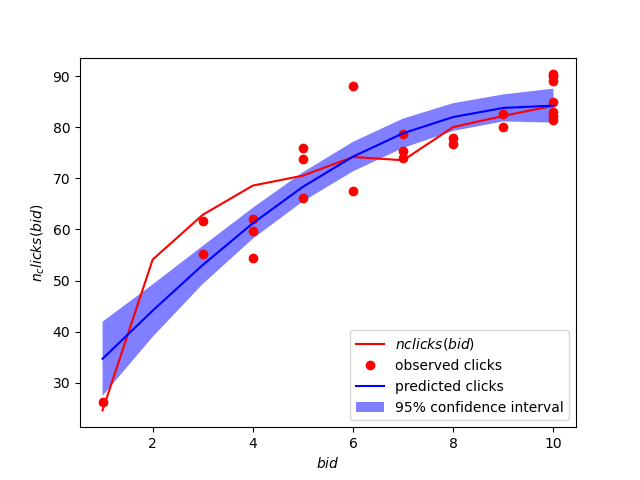 90
80
70
60
50
40
30
2
4
6
8
10
n_clicks(bid)
bid
nclicks(bid)
observed clicks
predicted clicks
95% confidence interval